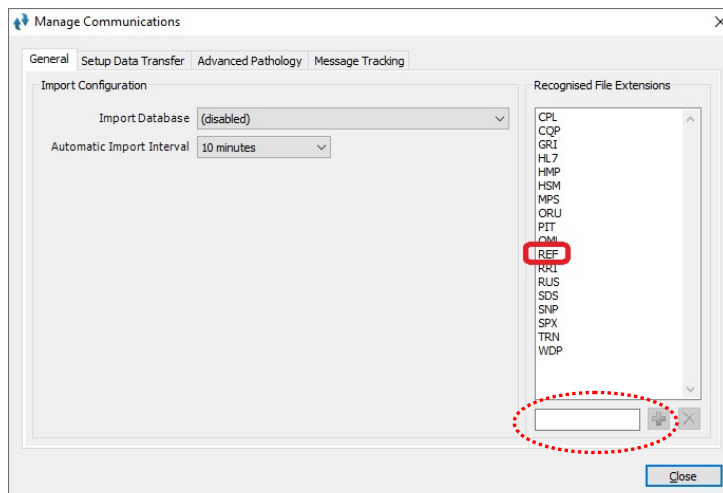 Manage Communications
General Setup Data Transfer Advanced Pathology Message Tracking
Import Configuration
Import Database (disabled)
Automatic Import Interval 10 minutes
Recognised File Extensions
CPL
CQP
GRI
HL7
HMP
HSM
MPS
ORU
PIT
OML
REF
RRI
RUS
SDS
SNP
SPX
TRN
WDP
Close